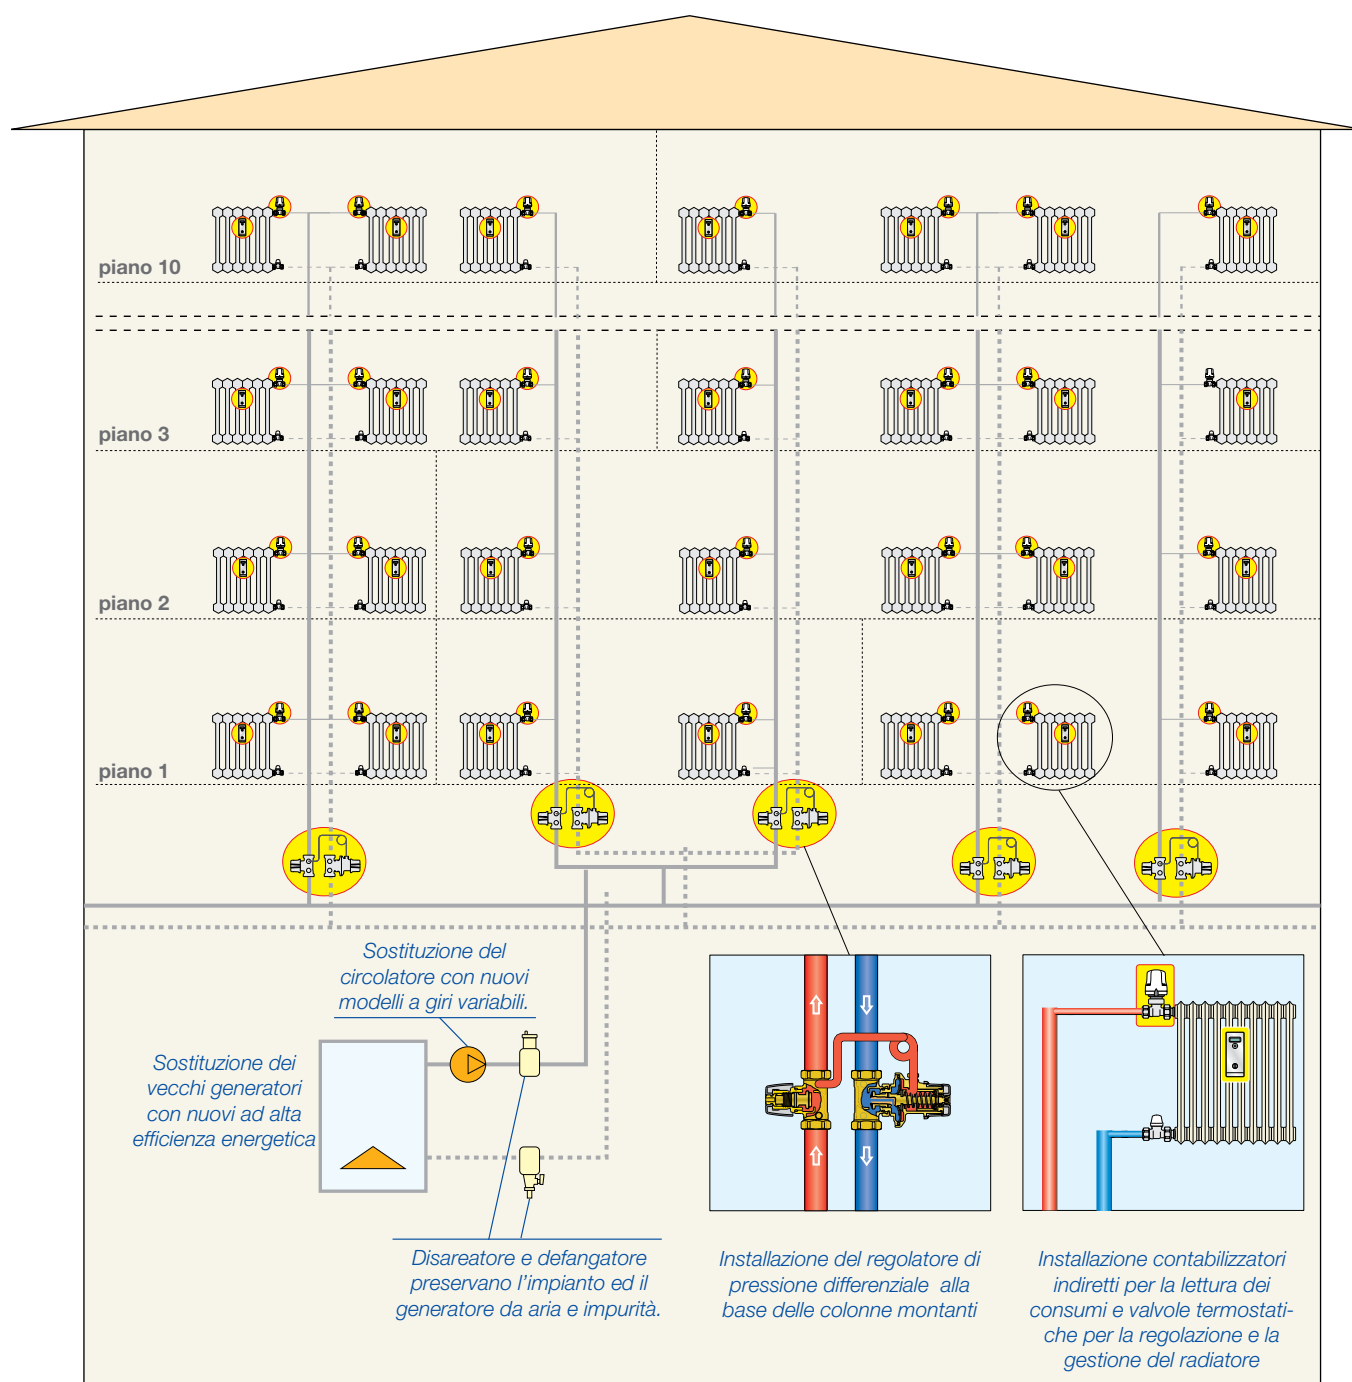 piano 10
piano 3
piano 2
piano 1
Sostituzione del
circolatore con nuovi
modelli a giri variabili.
Sostituzione dei
vecchi generatori
con nuovi ad alta
efficienza energetica
Disareatore e defangatore
preservano l'impianto ed il
generatore da aria e impurità.
Installazione del regolatore di
pressione differenziale alla
base delle colonne montanti
Installazione contabilizzatori
indiretti per la lettura dei
consumi e valvole termostati-
che per la regolazione e la
gestione del radiatore